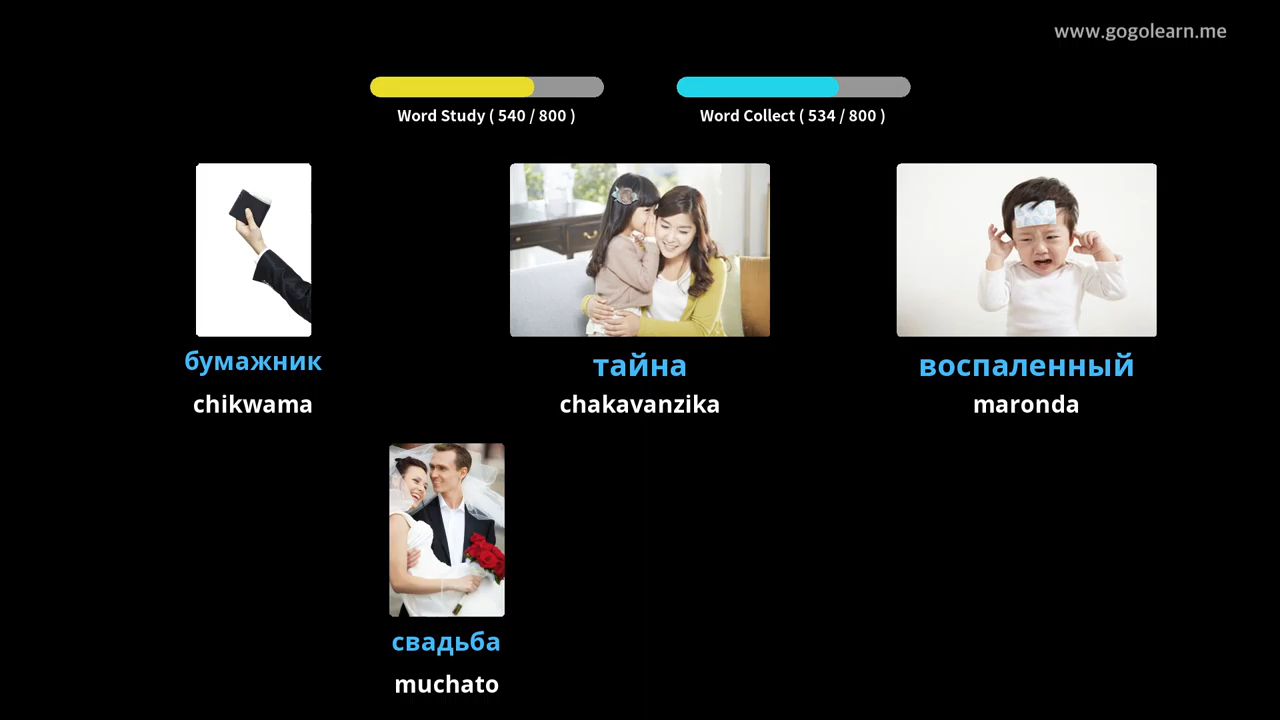 www.gogolearn.me
Word Study ( 540 / 800 )
Word Collect ( 534 / 800 )
бумажник
chikwama
тайна
chakavanzika
воспаленный
maronda
свадьба
muchato